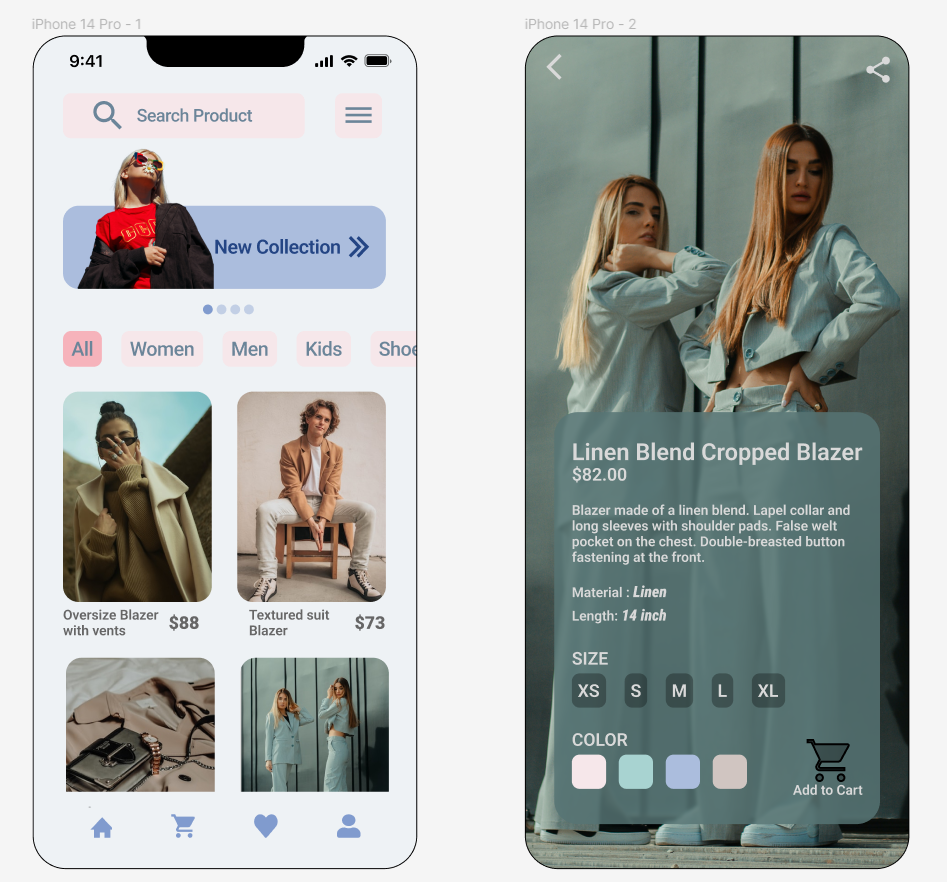 iPhone 14 Pro - 1
9:41
Search Product
New Collection
All
Women
Men
Kids
Shoe
Oversize Blazer
with vents
$88
Textured suit
Blazer
$73
iPhone 14 Pro - 2
Linen Blend Cropped Blazer
$82.00
Blazer made of a linen blend. Lapel collar and
long sleeves with shoulder pads. False welt
pocket on the chest. Double-breasted button
fastening at the front.
Material : Linen
Length: 14 inch
SIZE
XS
S
M
L
XL
COLOR
Add to Cart